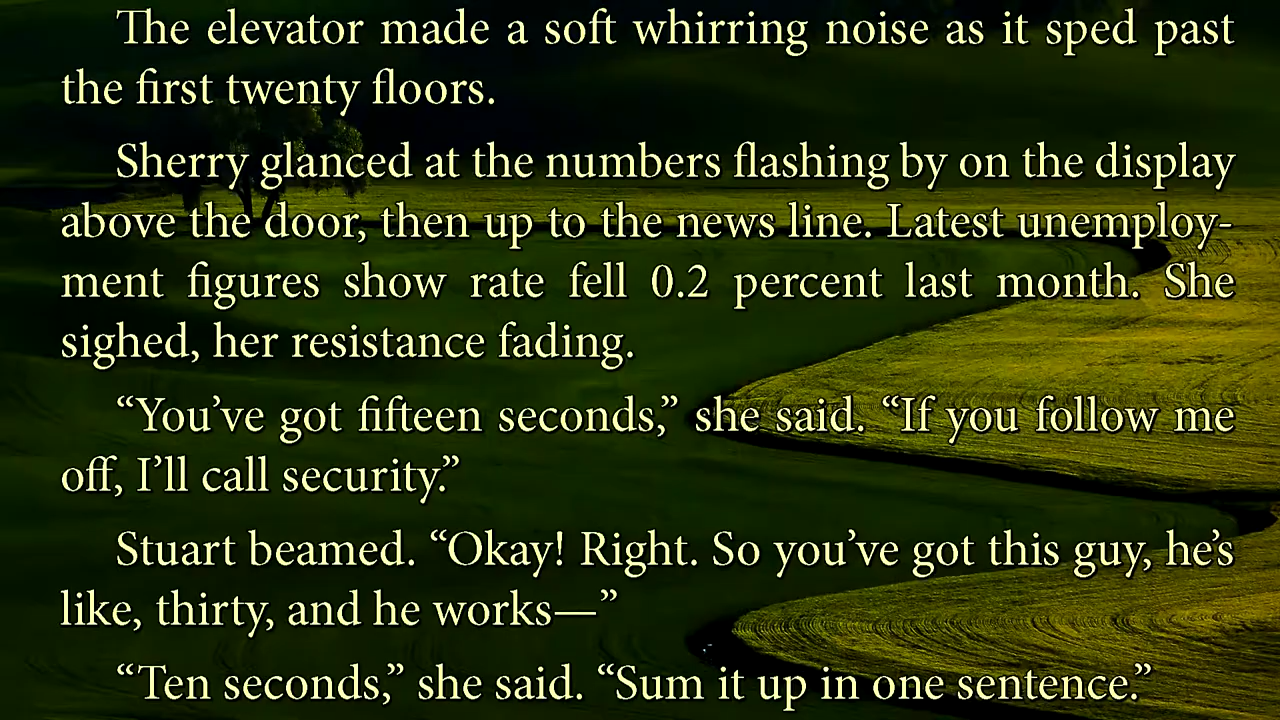 The elevator made a soft whirring noise as it sped past
the first twenty floors.
Sherry glanced at the numbers flashing by on the display
above the door, then up to the news line. Latest unemploy-
ment figures show rate fell 0.2 percent last month. She
sighed, her resistance fading.
“You’ve got fifteen seconds,” she said. “If you follow me
off, I’ll call security.”
Stuart beamed. “Okay! Right. So you’ve got this guy, he’s
like, thirty, and he works—”
“Ten seconds,” she said. “Sum it up in one sentence.”